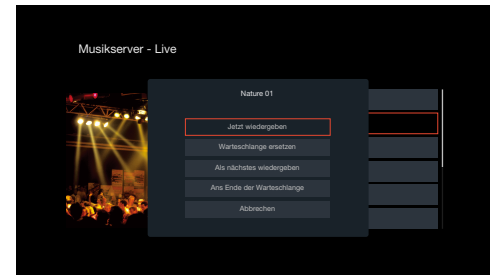 Musikserver - Live
Nature 01
Jetzt wiedergeben
Warteschlange ersetzen
Als nächstes wiedergeben
Ans Ende der Warteschlange
Abbrechen